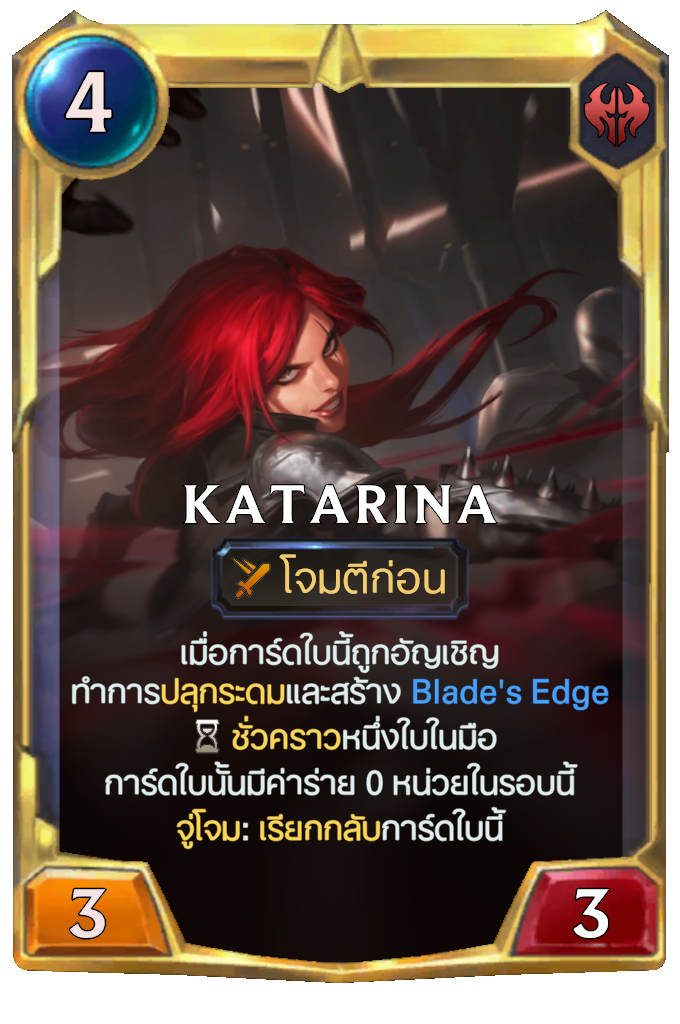 4
KATARINA
โจมตีก่อน
เมื่อการ์ดใบนี้ถูกอัญเชิญ
ทำการปลุกระดมและสร้าง Blade's Edge
ชั่วคราวหนึ่งใบในมือ
การ์ดใบนั้นมีค่าร่าย 0 หน่วยในรอบนี้
จู่โจม: เรียกกลับการ์ดใบนี้
3 3